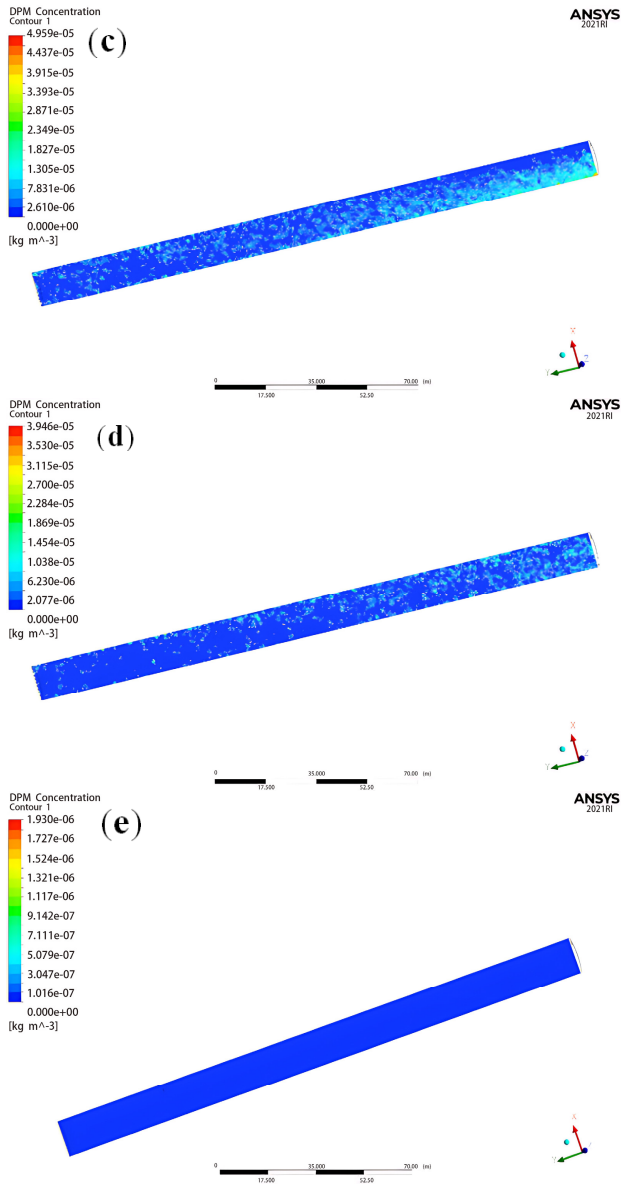 DPM Concentration
Contour 1
4.959e-05
4.437e-05
3.915e-05
3.393e-05
2.871e-05
2.349e-05
1.827e-05
1.305e-05
7.831e-06
2.610e-06
0.000e+00
[kg m^-3]
(c)
ANSYS
2021RI
X
Y
Z
0 35.000 70.00 (m)
17.500 52.50
DPM Concentration
Contour 1
3.946e-05
3.530e-05
3.115e-05
2.700e-05
2.284e-05
1.869e-05
1.454e-05
1.038e-05
6.230e-06
2.077e-06
0.000e+00
[kg m^-3]
(d)
ANSYS
2021RI
X
Y
Z
0 35.000 70.00 (m)
17.500 52.50
DPM Concentration
Contour 1
1.930e-06
1.727e-06
1.524e-06
1.321e-06
1.117e-06
9.142e-07
7.111e-07
5.079e-07
3.047e-07
1.016e-07
0.000e+00
[kg m^-3]
(e)
ANSYS
2021RI
X
Y
Z
0 35.000 70.00 (m)
17.500 52.50